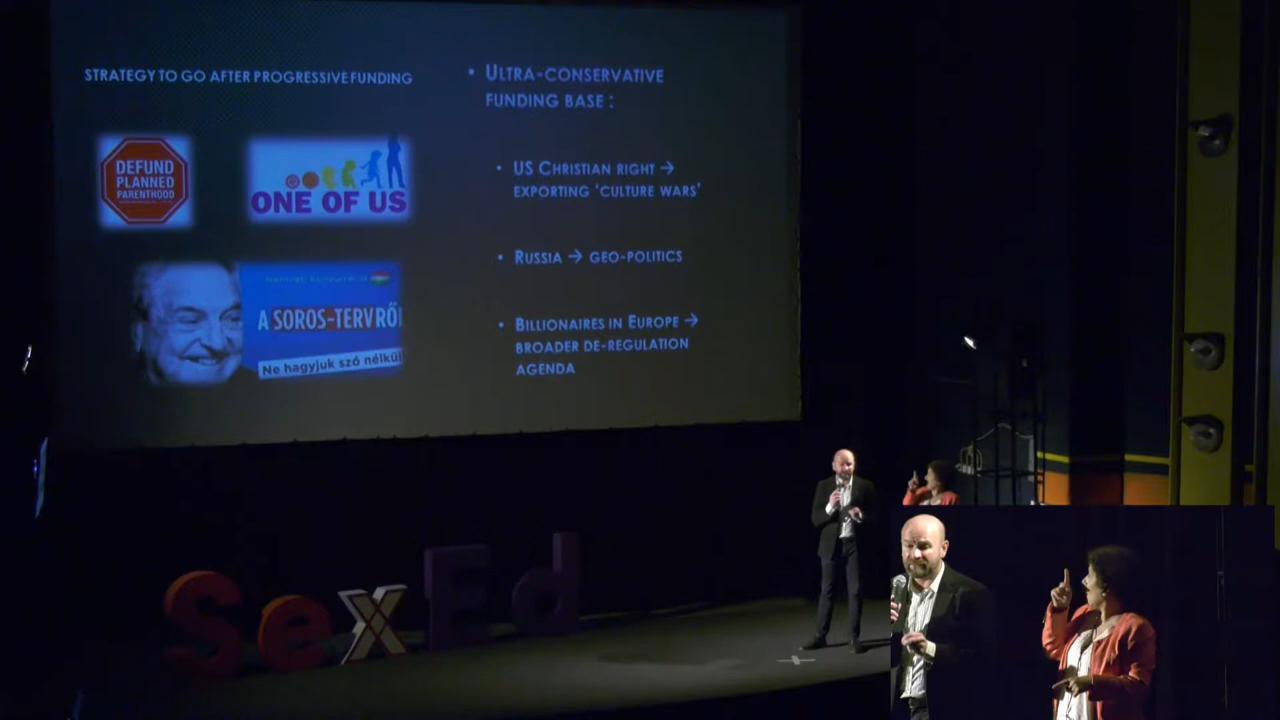 STRATEGY TO GO AFTER PROGRESSIVE FUNDING
DEFUND
PLANNED
PARENTHOOD
ONE OF US
A SOROS-TERVRŐL
Ne hagyjuk szó nélkül
• ULTRA-CONSERVATIVE
FUNDING BASE :
• US CHRISTIAN RIGHT →
EXPORTING ‘CULTURE WARS’
• RUSSIA → GEO-POLITICS
• BILLIONAIRES IN EUROPE →
BROADER DE-REGULATION
AGENDA
SexEd